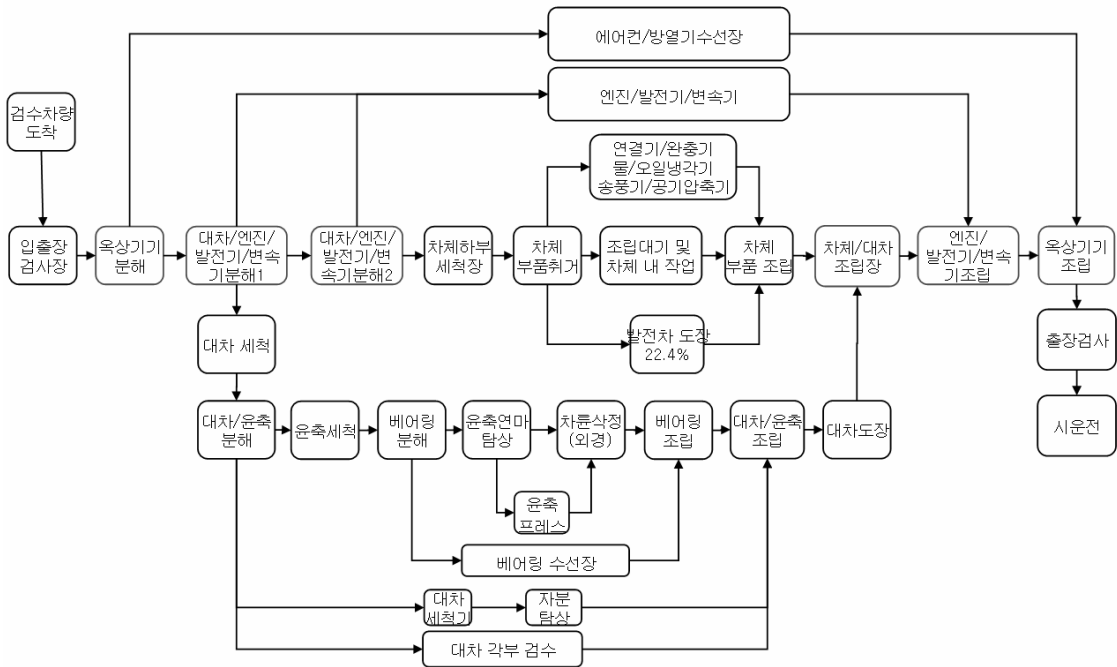 에어컨/방열기수선장
엔진/발전기/변속기
검수차량
도착
연결기/완충기
물/오일냉각기
송풍기/공기압축기
입출장
검사장
옥상기기
분해
대차/엔진/
발전기/변속
기분해1
대차/엔진/
발전기/변
속기분해2
차체하부
세척장
차체
부품취거
조립대기 및
차체 내 작업
차체
부품 조립
차체/대차
조립장
엔진/
발전기/변속
기조립
옥상기기
조립
대차 세척
발전차 도장
22.4%
출장검사
대차/윤축
분해
윤축세척
베어링
분해
윤축연마
탐상
차륜삭정
(외경)
베어링
조립
대차/윤축
조립
대차도장
시운전
윤축
프레스
베어링 수선장
대차
세척기
자분
탐상
대차 각부 검수